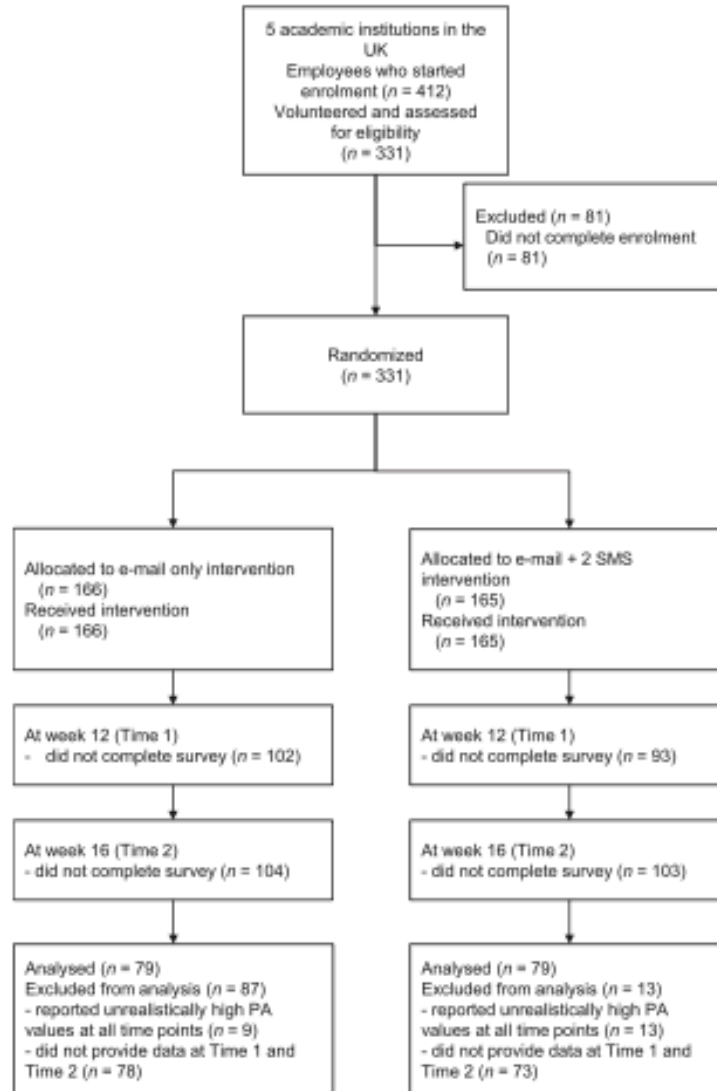 5 academic institutions in the
UK
Employees who started
enrolment (n = 412)
Volunteered and assessed
for eligibility
(n = 331)
Excluded (n = 81)
Did not complete enrolment
(n = 81)
Randomized
(n = 331)
Allocated to e-mail only intervention
(n = 166)
Received intervention
(n = 166)
Allocated to e-mail + 2 SMS
intervention
(n = 165)
Received intervention
(n = 165)
At week 12 (Time 1)
- did not complete survey (n = 102)
At week 12 (Time 1)
- did not complete survey (n = 93)
At week 16 (Time 2)
- did not complete survey (n = 104)
At week 16 (Time 2)
- did not complete survey (n = 103)
Analysed (n = 79)
Excluded from analysis (n = 87)
- reported unrealistically high PA
values at all time points (n = 9)
- did not provide data at Time 1 and
Time 2 (n = 78)
Analysed (n = 79)
Excluded from analysis (n = 13)
- reported unrealistically high PA
values at all time points (n = 13)
- did not provide data at Time 1 and
Time 2 (n = 73)